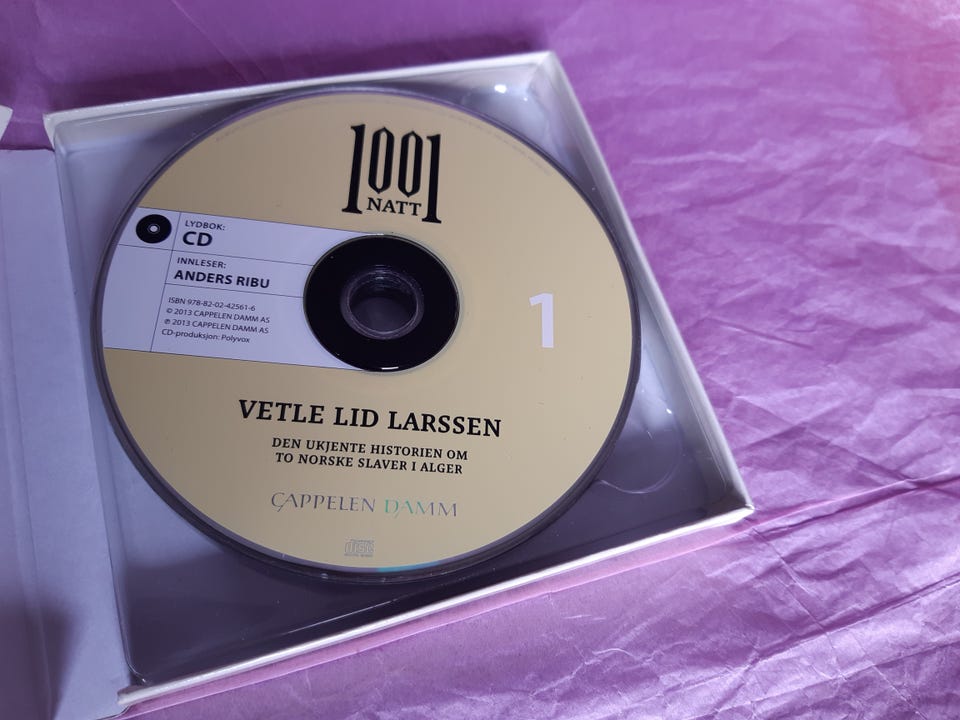 1001
NATT
LYDBOK:
CD
INNLESER:
ANDERS RIBU
ISBN 978-82-02-42561-6
© 2013 CAPPELEN DAMM AS
℗ 2013 CAPPELEN DAMM AS
CD-produksjon: Polyvox
1
VETLE LID LARSSEN
DEN UKJENTE HISTORIEN OM
TO NORSKE SLAVER I ALGER
CAPPELEN DAMM
disc